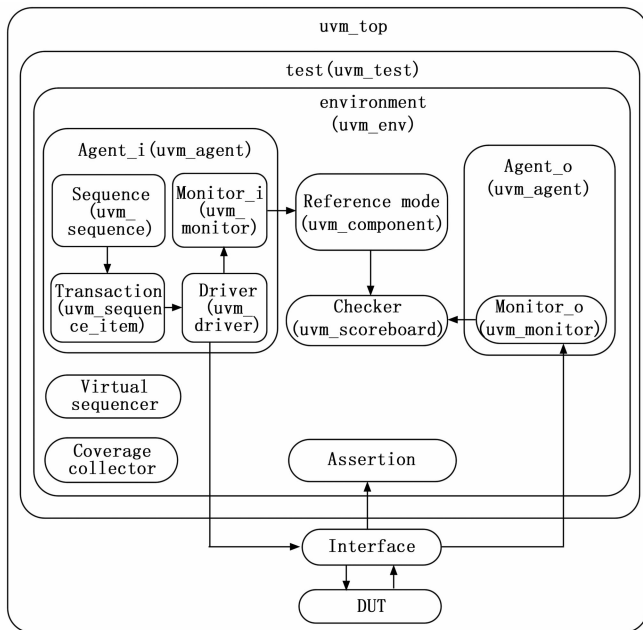 uvm_top
test(uvm_test)
environment
(uvm_env)
Agent_i(uvm_agent)
Sequence
(uvm_
sequence)
Monitor_i
(uvm_
monitor)
Transaction
(uvm_sequen
ce_item)
Driver
(uvm_
driver)
Reference mode
(uvm_component)
Checker
(uvm_scoreboard)
Agent_o
(uvm_agent)
Monitor_o
(uvm_monitor)
Virtual
sequencer
Coverage
collector
Assertion
Interface
DUT